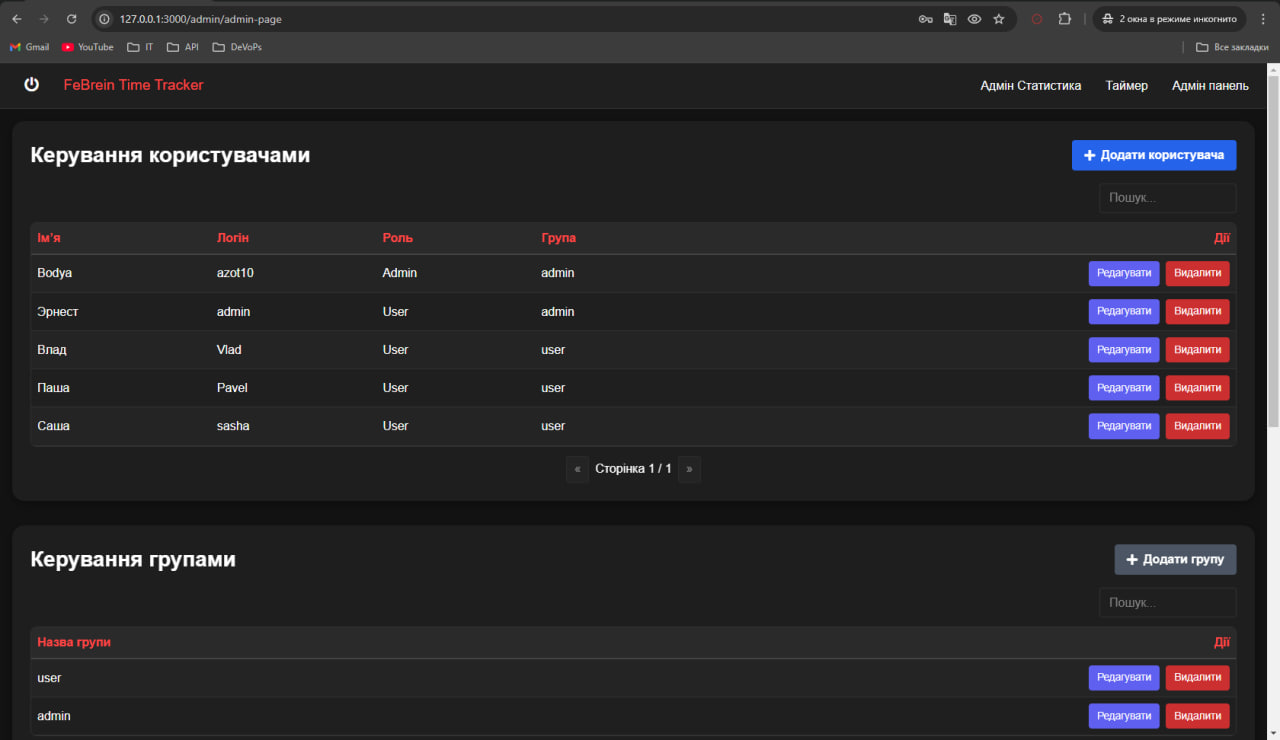 127.0.0.1:3000/admin/admin-page
2 окна в режиме инкогнито
Gmail YouTube IT API DeVoPs Все закладки
FeBrein Time Tracker Адмін Статистика Таймер Адмін панель
Керування користувачами + Додати користувача
Пошук...
Ім'я Логін Роль Група Дії
Bodya azot10 Admin admin Редагувати Видалити
Эрнест admin User admin Редагувати Видалити
Влад Vlad User user Редагувати Видалити
Паша Pavel User user Редагувати Видалити
Саша sasha User user Редагувати Видалити
« Сторінка 1 / 1 »
Керування групами + Додати групу
Пошук...
Назва групи Дії
user Редагувати Видалити
admin Редагувати Видалити